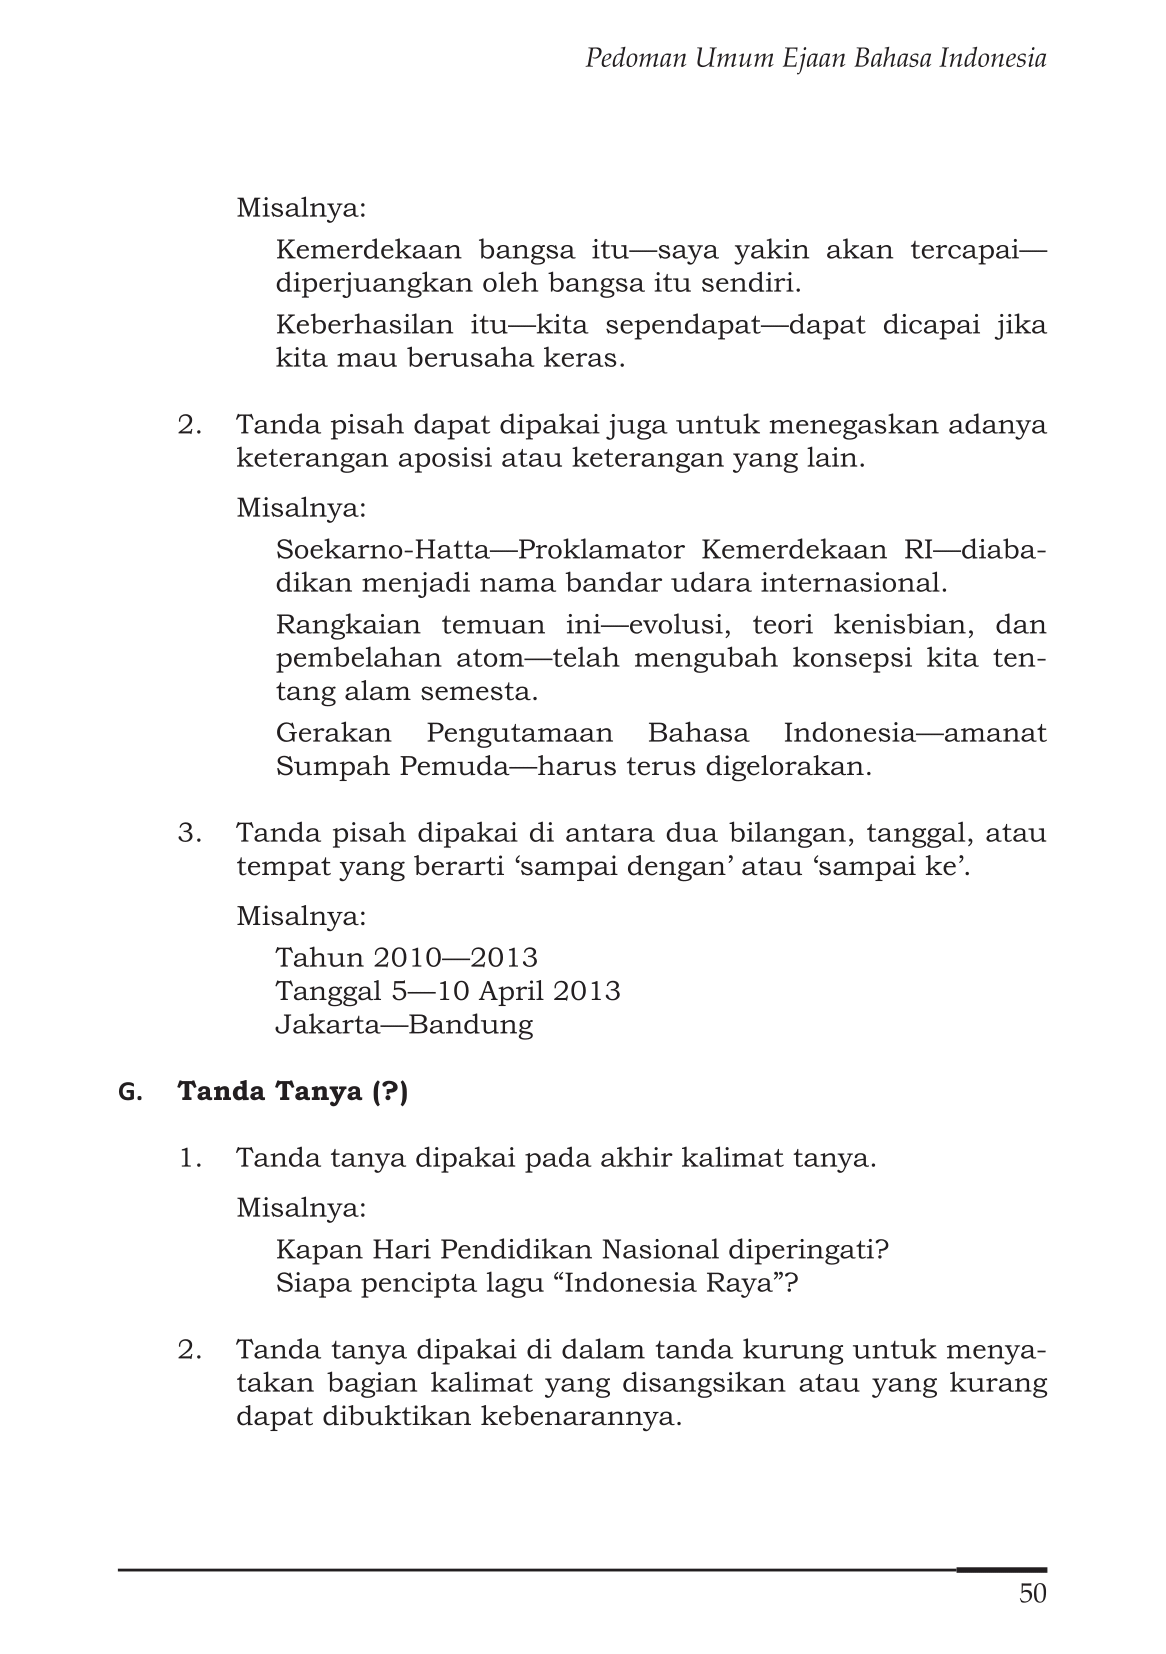 Pedoman Umum Ejaan Bahasa Indonesia
Misalnya:
Kemerdekaan bangsa itu—saya yakin akan tercapai—
diperjuangkan oleh bangsa itu sendiri.
Keberhasilan itu—kita sependapat—dapat dicapai jika
kita mau berusaha keras.
2. Tanda pisah dapat dipakai juga untuk menegaskan adanya
keterangan aposisi atau keterangan yang lain.
Misalnya:
Soekarno-Hatta—Proklamator Kemerdekaan RI—diaba-
dikan menjadi nama bandar udara internasional.
Rangkaian temuan ini—evolusi, teori kenisbian, dan
pembelahan atom—telah mengubah konsepsi kita ten-
tang alam semesta.
Gerakan Pengutamaan Bahasa Indonesia—amanat
Sumpah Pemuda—harus terus digelorakan.
3. Tanda pisah dipakai di antara dua bilangan, tanggal, atau
tempat yang berarti ‘sampai dengan’ atau ‘sampai ke’.
Misalnya:
Tahun 2010—2013
Tanggal 5—10 April 2013
Jakarta—Bandung
G. Tanda Tanya (?)
1. Tanda tanya dipakai pada akhir kalimat tanya.
Misalnya:
Kapan Hari Pendidikan Nasional diperingati?
Siapa pencipta lagu “Indonesia Raya”?
2. Tanda tanya dipakai di dalam tanda kurung untuk menya-
takan bagian kalimat yang disangsikan atau yang kurang
dapat dibuktikan kebenarannya.
50